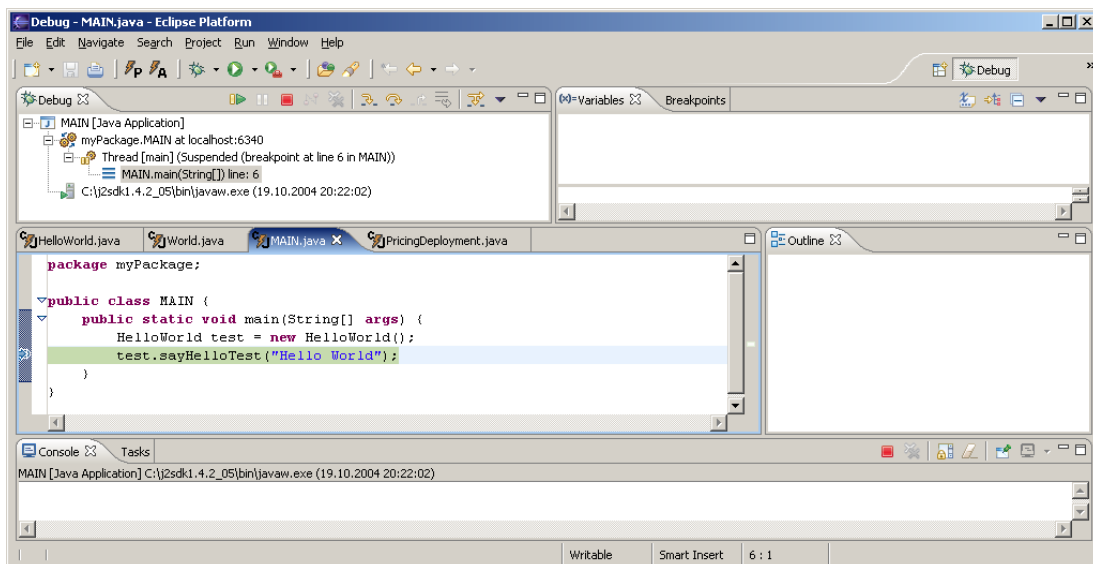 Debug - MAIN.java - Eclipse Platform
File Edit Navigate Search Project Run Window Help
P A Debug »
Debug
(x)= Variables Breakpoints
MAIN [Java Application]
myPackage.MAIN at localhost:6340
Thread [main] (Suspended (breakpoint at line 6 in MAIN))
MAIN.main(String[]) line: 6
C:\j2sdk1.4.2_05\bin\javaw.exe (19.10.2004 20:22:02)
HelloWorld.java World.java MAIN.java PricingDeployment.java
Outline
package myPackage;
public class MAIN {
public static void main(String[] args) {
HelloWorld test = new HelloWorld();
test.sayHelloTest("Hello World");
}
}
Console Tasks
MAIN [Java Application] C:\j2sdk1.4.2_05\bin\javaw.exe (19.10.2004 20:22:02)
Writable Smart Insert 6 : 1